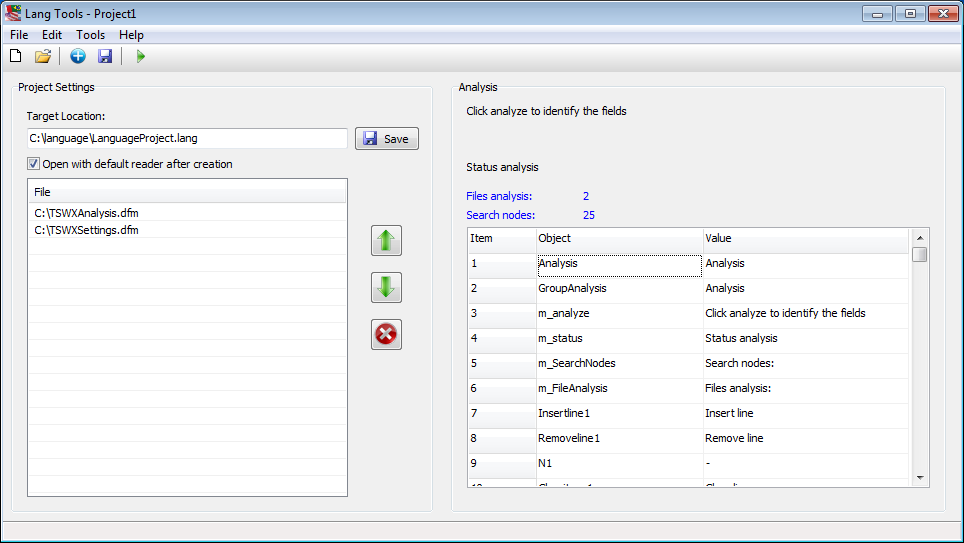 Lang Tools - Project1
File Edit Tools Help
Project Settings
Target Location:
C:\language\LanguageProject.lang
Save
Open with default reader after creation
File
C:\TSWXAnalysis.dfm
C:\TSWXSettings.dfm
Analysis
Click analyze to identify the fields
Status analysis
Files analysis: 2
Search nodes: 25
Item Object Value
1 Analysis Analysis
2 GroupAnalysis Analysis
3 m_analyze Click analyze to identify the fields
4 m_status Status analysis
5 m_SearchNodes Search nodes:
6 m_FileAnalysis Files analysis:
7 Insertline1 Insert line
8 Removeline1 Remove line
9 N1 -